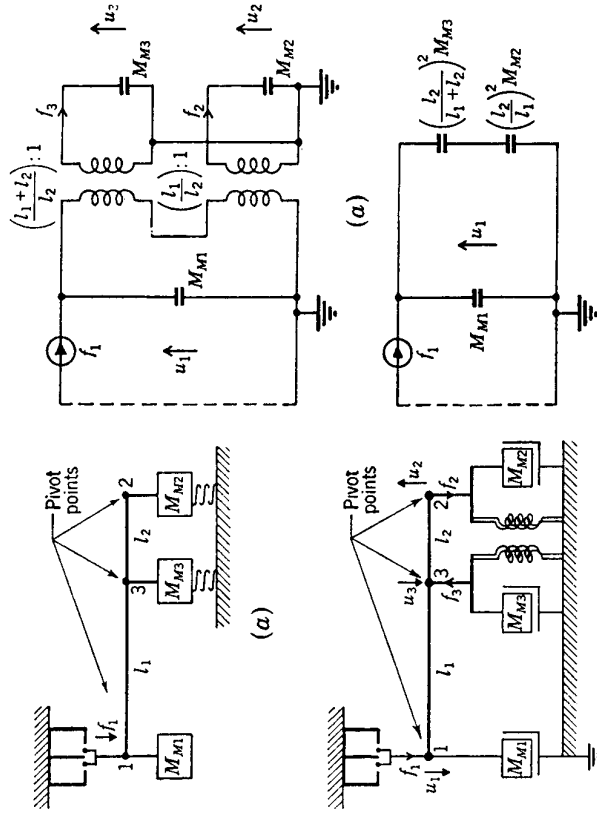 Pivot
points
f₁
1
l₁
3
l₂
2
M_M1
M_M3
M_M2
(a)
Pivot
points
f₁
u₁
1
l₁
u₃
3
f₃
l₂
2
u₂
f₂
M_M1
M_M3
M_M2
((l₁ + l₂)/l₂) : 1
f₃
u₃
M_M3
f₁
u₁
M_M1
(l₁/l₂) : 1
f₂
u₂
M_M2
(a)
f₁
M_M1
u₁
(l₂/(l₁ + l₂))² M_M3
(l₂/l₁)² M_M2